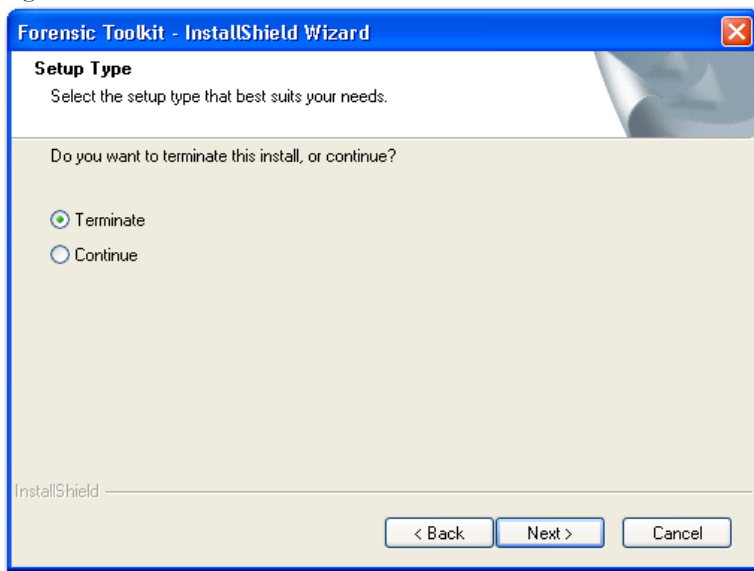 Forensic Toolkit - InstallShield Wizard
Setup Type
Select the setup type that best suits your needs.
Do you want to terminate this install, or continue?
Terminate
Continue
InstallShield
< Back Next > Cancel